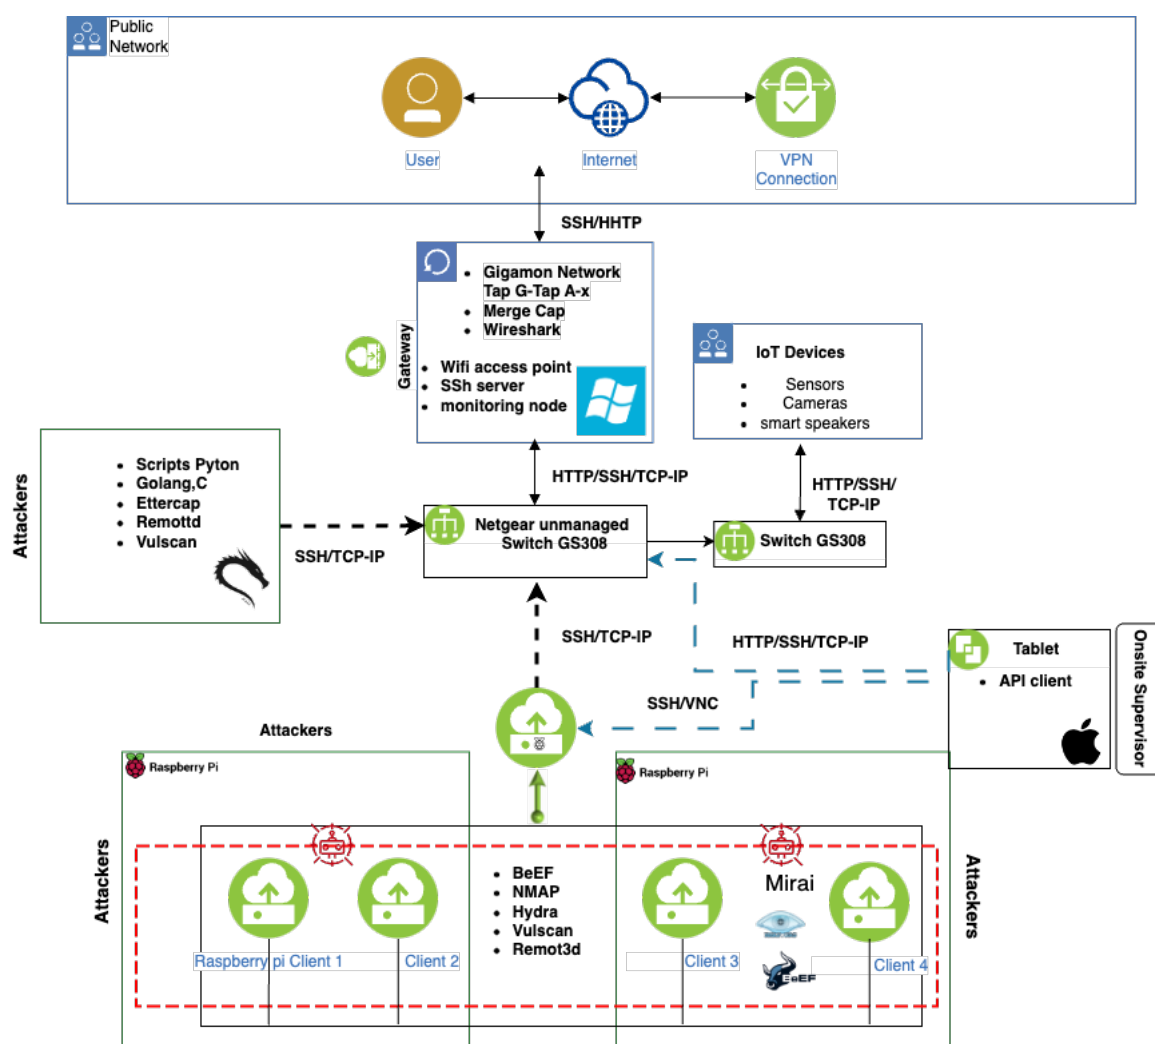 Public
Network
User
Internet
VPN
Connection
SSH/HHTP
Gigamon Network
Tap G-Tap A-x
Merge Cap
Wireshark
Gateway
Wifi access point
SSh server
monitoring node
IoT Devices
Sensors
Cameras
smart speakers
Attackers
Scripts Pyton
Golang,C
Ettercap
Remottd
Vulscan
HTTP/SSH/TCP-IP
HTTP/SSH/
TCP-IP
SSH/TCP-IP
Netgear unmanaged
Switch GS308
Switch GS308
SSH/TCP-IP
HTTP/SSH/TCP-IP
Tablet
API client
Onsite Supervisor
SSH/VNC
Attackers
Raspberry Pi
Raspberry Pi
Attackers
BeEF
NMAP
Hydra
Vulscan
Remot3d
Mirai
BeEF
Attackers
Raspberry pi Client 1
Client 2
Client 3
Client 4